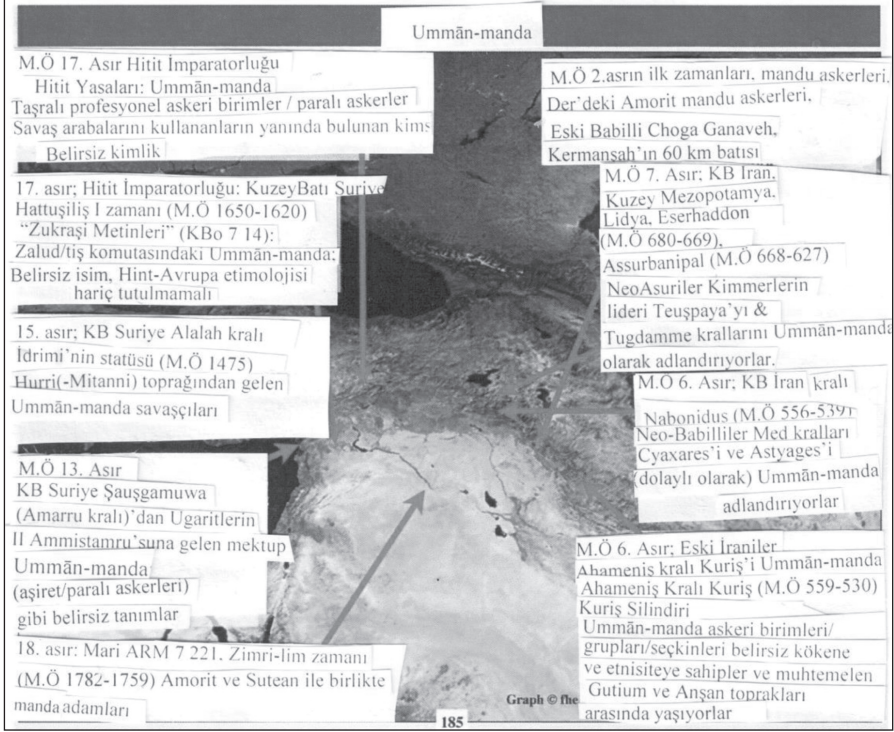 Ummān-manda
M.Ö 17. Asır Hitit İmparatorluğu
Hitit Yasaları: Ummān-manda
Taşralı profesyonel askeri birimler / paralı askerler
Savaş arabalarını kullananların yanında bulunan kims
Belirsiz kimlik
17. asır; Hitit İmparatorluğu: KuzeyBatı Suriye
Hattuşiliş I zamanı (M.Ö 1650-1620)
“Zukraşi Metinleri” (KBo 7 14):
Zalud/tiş komutasındaki Ummān-manda;
Belirsiz isim, Hint-Avrupa etimolojisi
hariç tutulmamalı
15. asır; KB Suriye Alalah kralı
İdrimi’nin statüsü (M.Ö 1475)
Hurri(-Mitanni) toprağından gelen
Ummān-manda savaşçıları
M.Ö 13. Asır
KB Suriye Şauşgamuwa
(Amarru kralı)’dan Ugaritlerin
II Ammistamru’suna gelen mektup
Ummān-manda
(aşiret/paralı askerleri)
gibi belirsiz tanımlar
18. asır: Mari ARM 7 221. Zimri-lim zamanı
(M.Ö 1782-1759) Amorit ve Sutean ile birlikte
manda adamları
M.Ö 2.asrın ilk zamanları. mandu askerleri.
Der’deki Amorit mandu askerleri.
Eski Babilli Choga Ganaveh,
Kermanşah’ın 60 km batısı
M.Ö 7. Asır; KB İran,
Kuzey Mezopotamya.
Lidya, Eserhaddon
(M.Ö 680-669),
Assurbanipal (M.Ö 668-627)
NeoAsuriler Kimmerlerin
lideri Teuşpaya’yı &
Tugdamme krallarını Ummān-manda
olarak adlandırıyorlar.
M.Ö 6. Asır; KB İran kralı
Nabonidus (M.Ö 556-539)
Neo-Babilliler Med kralları
Cyaxares’i ve Astyages’i
(dolaylı olarak) Ummān-manda
adlandırıyorlar
M.Ö 6. Asır; Eski İraniler
Ahameniş kralı Kuriş’i Ummān-manda
Ahameniş Kralı Kuriş (M.Ö 559-530)
Kuriş Silindiri
Ummān-manda askeri birimleri/
grupları/seçkinleri belirsiz kökene
ve etnisiteye sahipler ve muhtemelen
Gutium ve Anşan toprakları
arasında yaşıyorlar
Graph © fhe
185